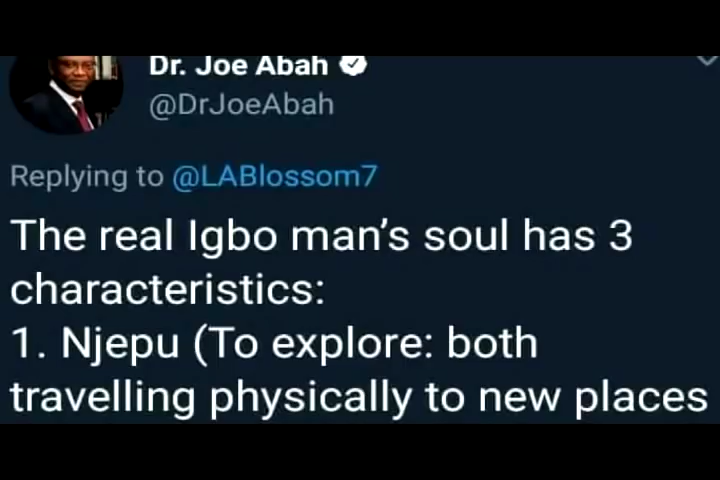 Dr. Joe Abah
@DrJoeAbah
Replying to @LABlossom7
The real Igbo man's soul has 3
characteristics:
1. Njepu (To explore: both
travelling physically to new places